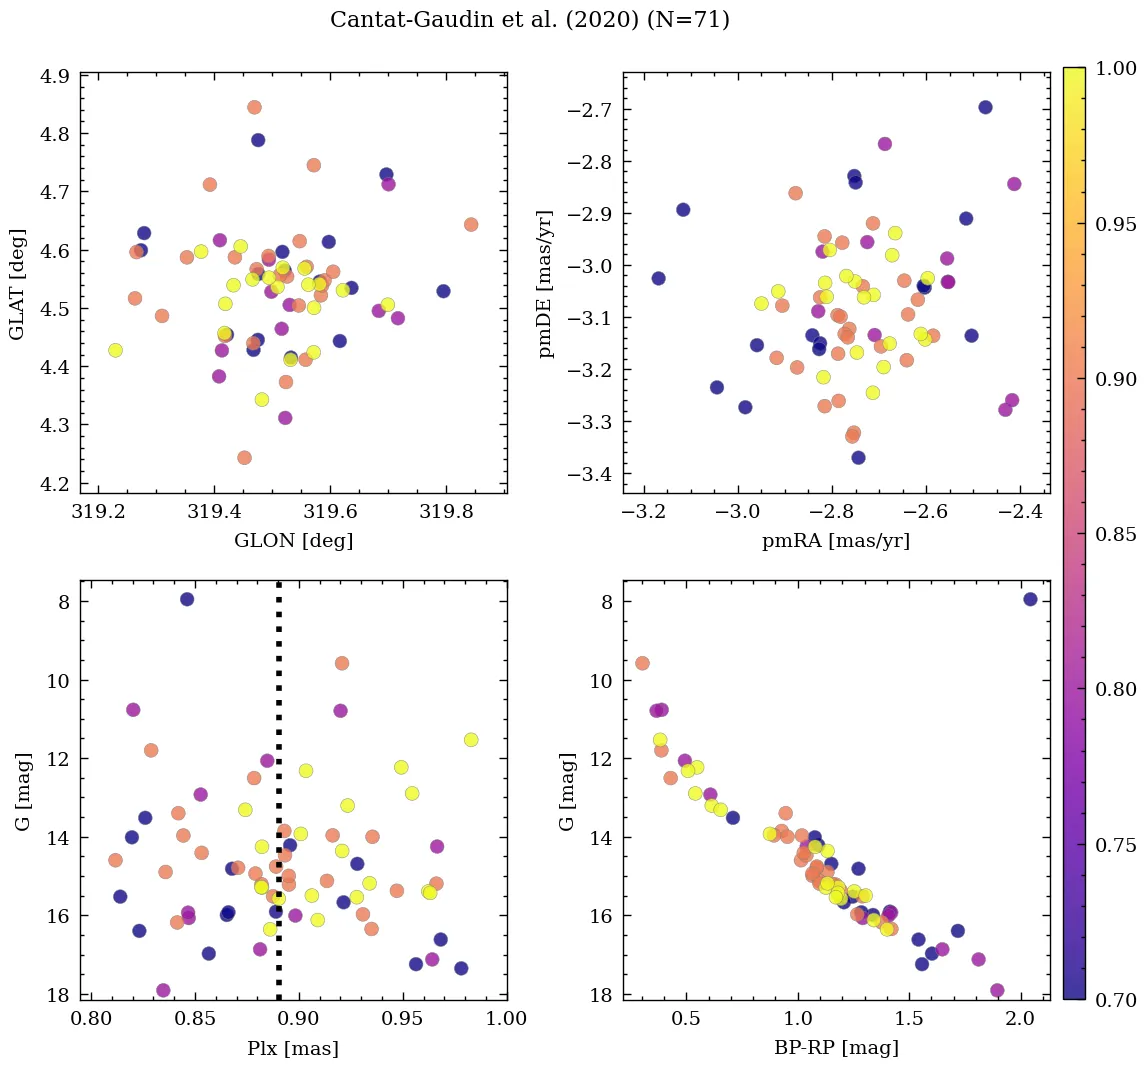 Cantat-Gaudin et al. (2020) (N=71)
4.9
4.8
4.7
4.6
4.5
4.4
4.3
4.2
GLAT [deg]
319.2 319.4 319.6 319.8
GLON [deg]
−2.7
−2.8
−2.9
−3.0
−3.1
−3.2
−3.3
−3.4
pmDE [mas/yr]
−3.2 −3.0 −2.8 −2.6 −2.4
pmRA [mas/yr]
8
10
12
14
16
18
G [mag]
0.80 0.85 0.90 0.95 1.00
Plx [mas]
8
10
12
14
16
18
G [mag]
0.5 1.0 1.5 2.0
BP-RP [mag]
1.00
0.95
0.90
0.85
0.80
0.75
0.70